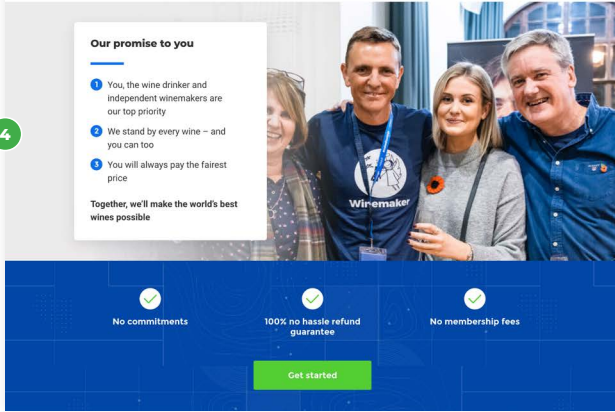 Our promise to you
1 You, the wine drinker and
independent winemakers are
our top priority
2 We stand by every wine – and
you can too
3 You will always pay the fairest
price
Together, we'll make the world's best
wines possible
4
Winemaker
No commitments
100% no hassle refund
guarantee
No membership fees
Get started